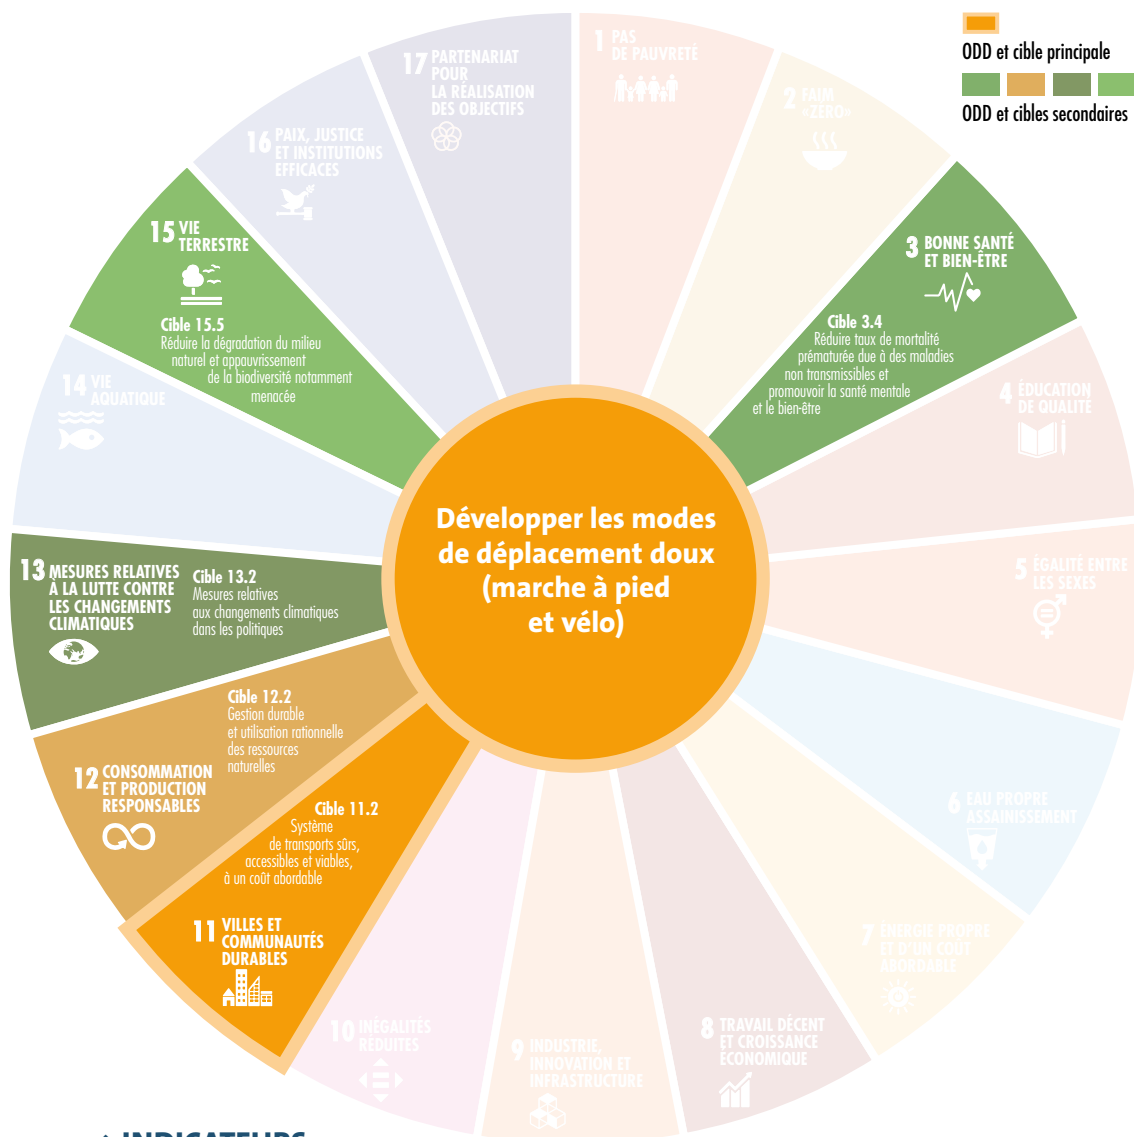 ODD et cible principale
ODD et cibles secondaires
1 PAS
DE PAUVRETÉ
2 FAIM
«ZERO»
3 BONNE SANTÉ
ET BIEN-ÊTRE
Cible 3.4
Réduire taux de mortalité
prématurée due à des maladies
non transmissibles et
promouvoir la santé mentale
et le bien-être
4 ÉDUCATION
DE QUALITÉ
5 ÉGALITÉ ENTRE
LES SEXES
6 EAU PROPRE
ASSAINISSEMENT
7 ÉNERGIE PROPRE
ET D'UN COÛT
ABORDABLE
8 TRAVAIL DÉCENT
ET CROISSANCE
ECONOMIQUE
9 INDUSTRIE,
INNOVATION ET
INFRASTRUCTURE
10 INÉGALITÉS
RÉDUITES
11 VILLES ET
COMMUNAUTÉS
DURABLES
Cible 11.2
Système
de transports sûrs,
accessibles et viables,
à un coût abordable
12 CONSOMMATION
ET PRODUCTION
RESPONSABLES
Cible 12.2
Gestion durable
et utilisation rationnelle
des ressources
naturelles
13 MESURES RELATIVES
À LA LUTTE CONTRE
LES CHANGEMENTS
CLIMATIQUES
Cible 13.2
Mesures relatives
aux changements climatiques
dans les politiques
14 VIE
AQUATIQUE
15 VIE
TERRESTRE
Cible 15.5
Réduire la dégradation du milieu
naturel et appauvrissement
de la biodiversité notamment
menacée
16 PAIX, JUSTICE
ET INSTITUTIONS
EFFICACES
17 PARTENARIAT
POUR
LA RÉALISATION
DES OBJECTIFS
Développer les modes
de déplacement doux
(marche à pied
et vélo)
INDICATEURS